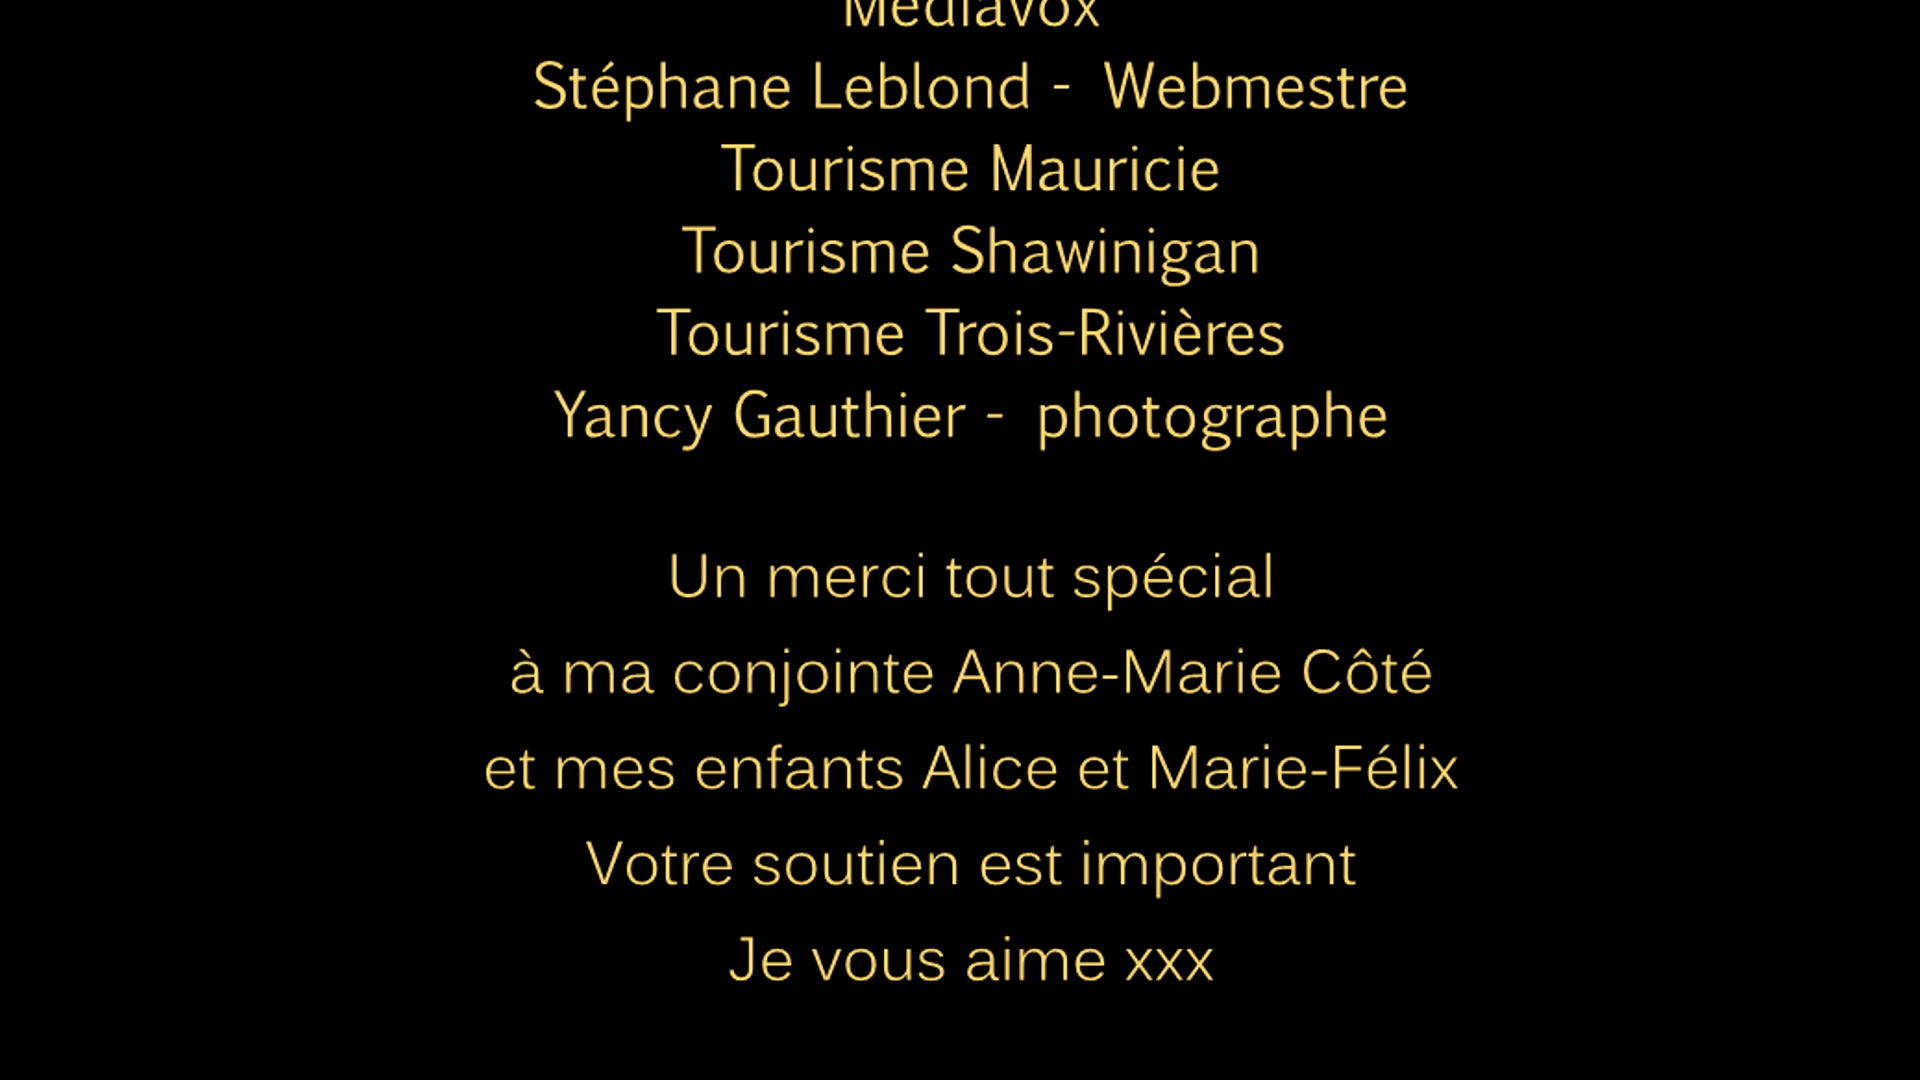 Mediavox
Stéphane Leblond - Webmestre
Tourisme Mauricie
Tourisme Shawinigan
Tourisme Trois-Rivières
Yancy Gauthier - photographe
Un merci tout spécial
à ma conjointe Anne-Marie Côté
et mes enfants Alice et Marie-Félix
Votre soutien est important
Je vous aime xxx